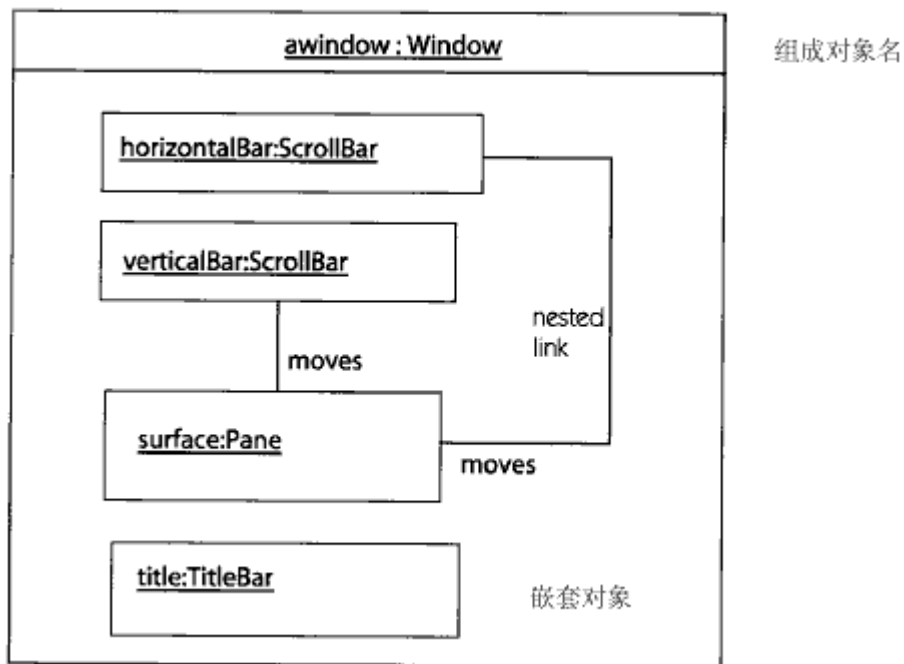 awindow : Window
组成对象名
horizontalBar:ScrollBar
verticalBar:ScrollBar
nested
link
moves
surface:Pane
moves
title:TitleBar
嵌套对象